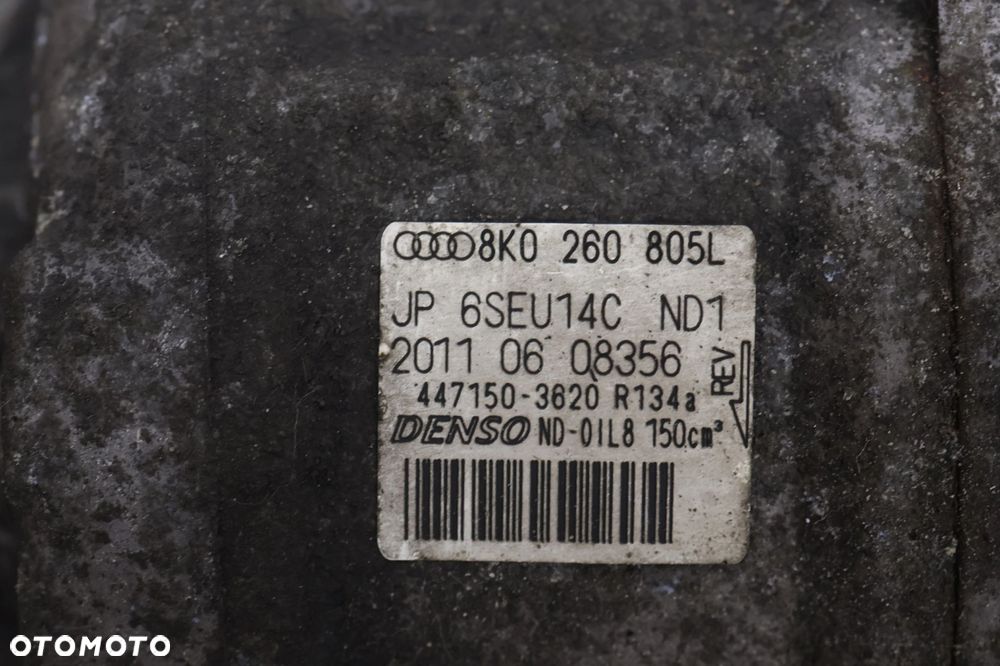 8K0 260 805L
JP 6SEU14C ND1
2011 06 08356
447150-3620 R134a
REV
DENSO ND-OIL8 150cm³
OTOMOTO